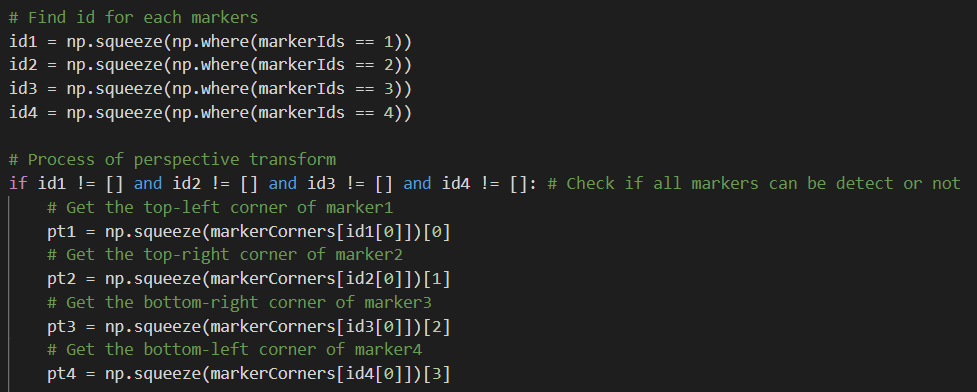 # Find id for each markers
id1 = np.squeeze(np.where(markerIds == 1))
id2 = np.squeeze(np.where(markerIds == 2))
id3 = np.squeeze(np.where(markerIds == 3))
id4 = np.squeeze(np.where(markerIds == 4))

# Process of perspective transform
if id1 != [] and id2 != [] and id3 != [] and id4 != []: # Check if all markers can be detect or not
    # Get the top-left corner of marker1
    pt1 = np.squeeze(markerCorners[id1[0]])[0]
    # Get the top-right corner of marker2
    pt2 = np.squeeze(markerCorners[id2[0]])[1]
    # Get the bottom-right corner of marker3
    pt3 = np.squeeze(markerCorners[id3[0]])[2]
    # Get the bottom-left corner of marker4
    pt4 = np.squeeze(markerCorners[id4[0]])[3]